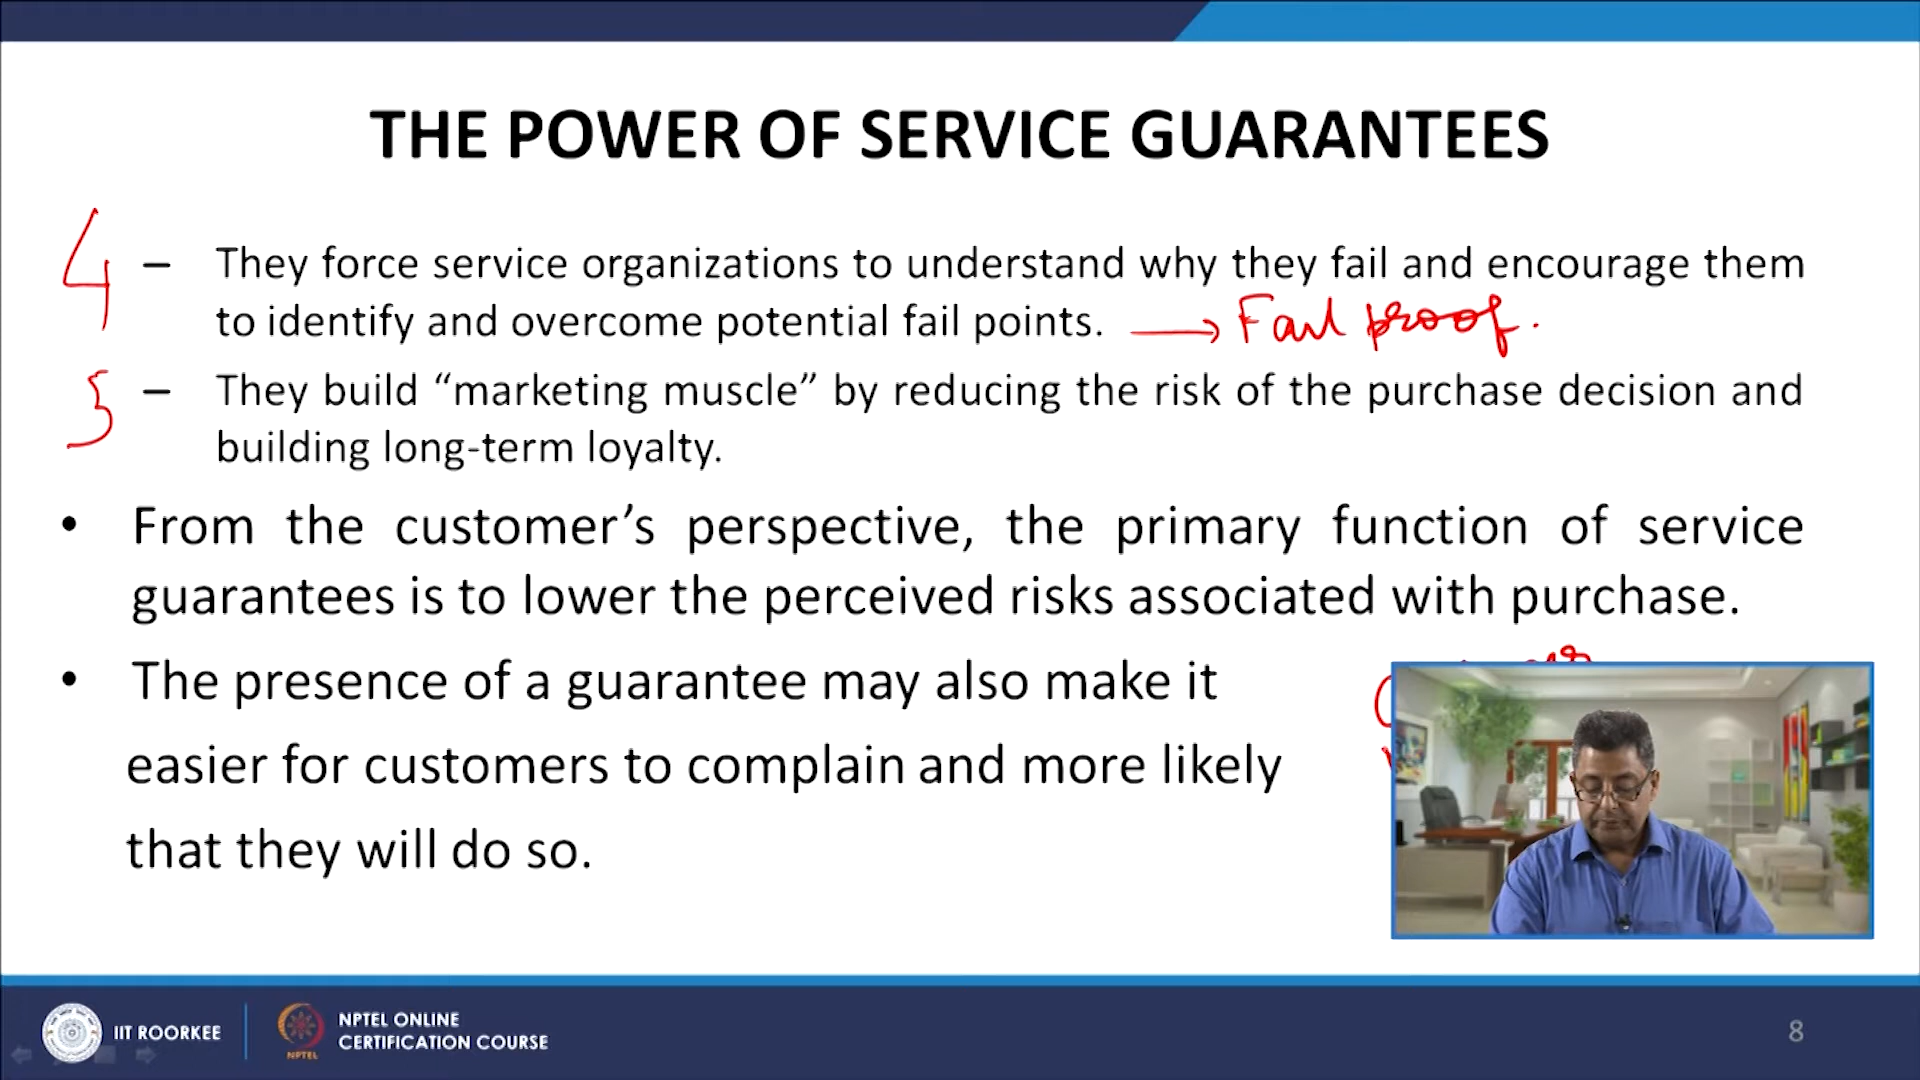 THE POWER OF SERVICE GUARANTEES
4 – They force service organizations to understand why they fail and encourage them
to identify and overcome potential fail points. → Fail proof.
5 – They build “marketing muscle” by reducing the risk of the purchase decision and
building long-term loyalty.
• From the customer’s perspective, the primary function of service
guarantees is to lower the perceived risks associated with purchase.
• The presence of a guarantee may also make it
easier for customers to complain and more likely
that they will do so.
IIT ROORKEE
NPTEL
NPTEL ONLINE
CERTIFICATION COURSE
8